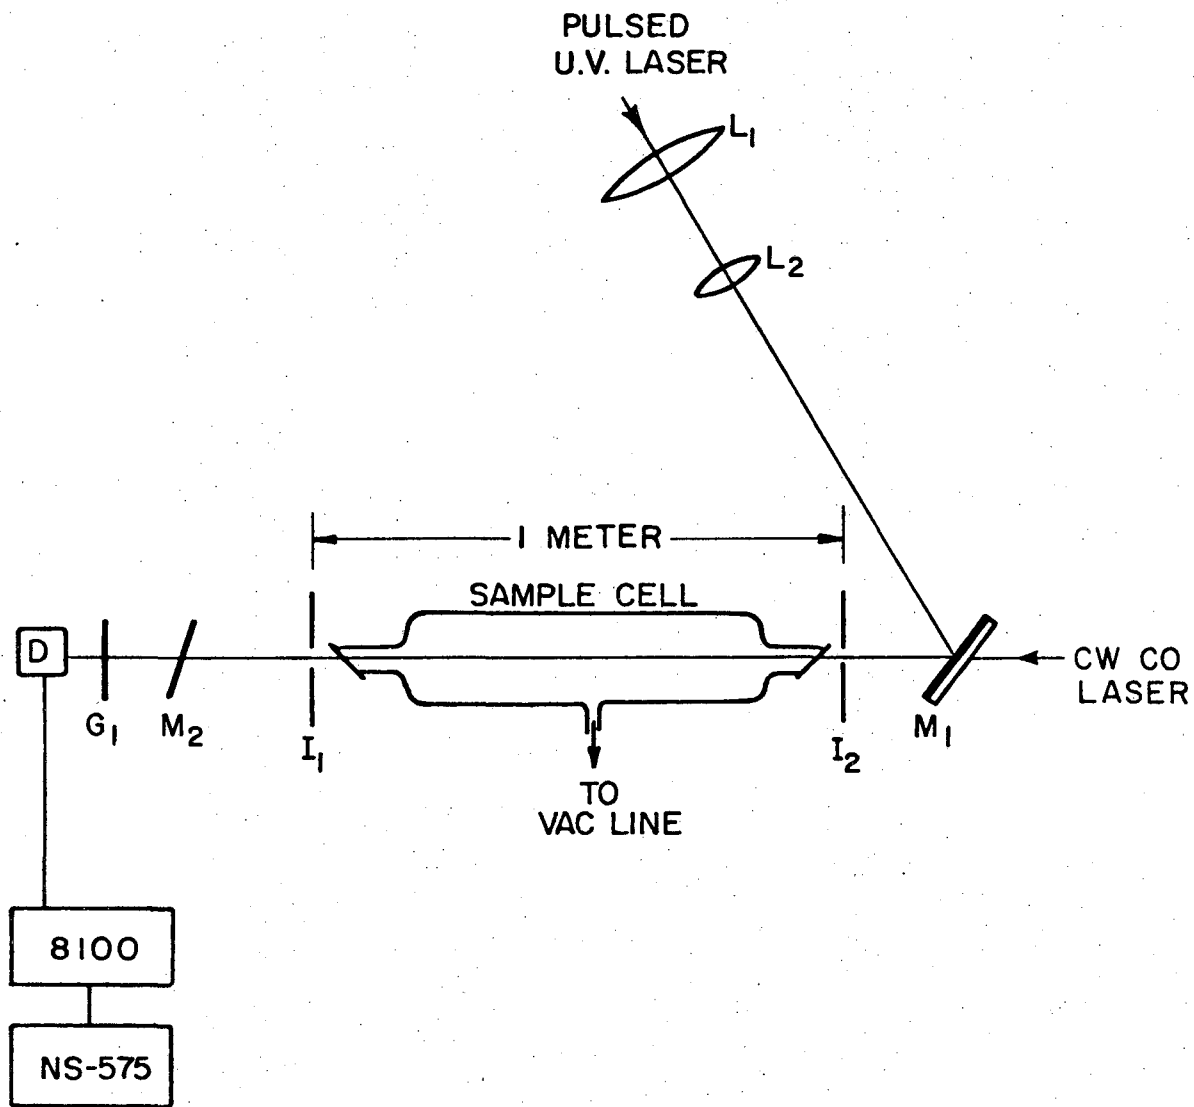 PULSED
U.V. LASER
L1
L2
1 METER
SAMPLE CELL
D
CW CO
LASER
G1
M2
I1
I2
M1
TO
VAC LINE
8100
NS-575